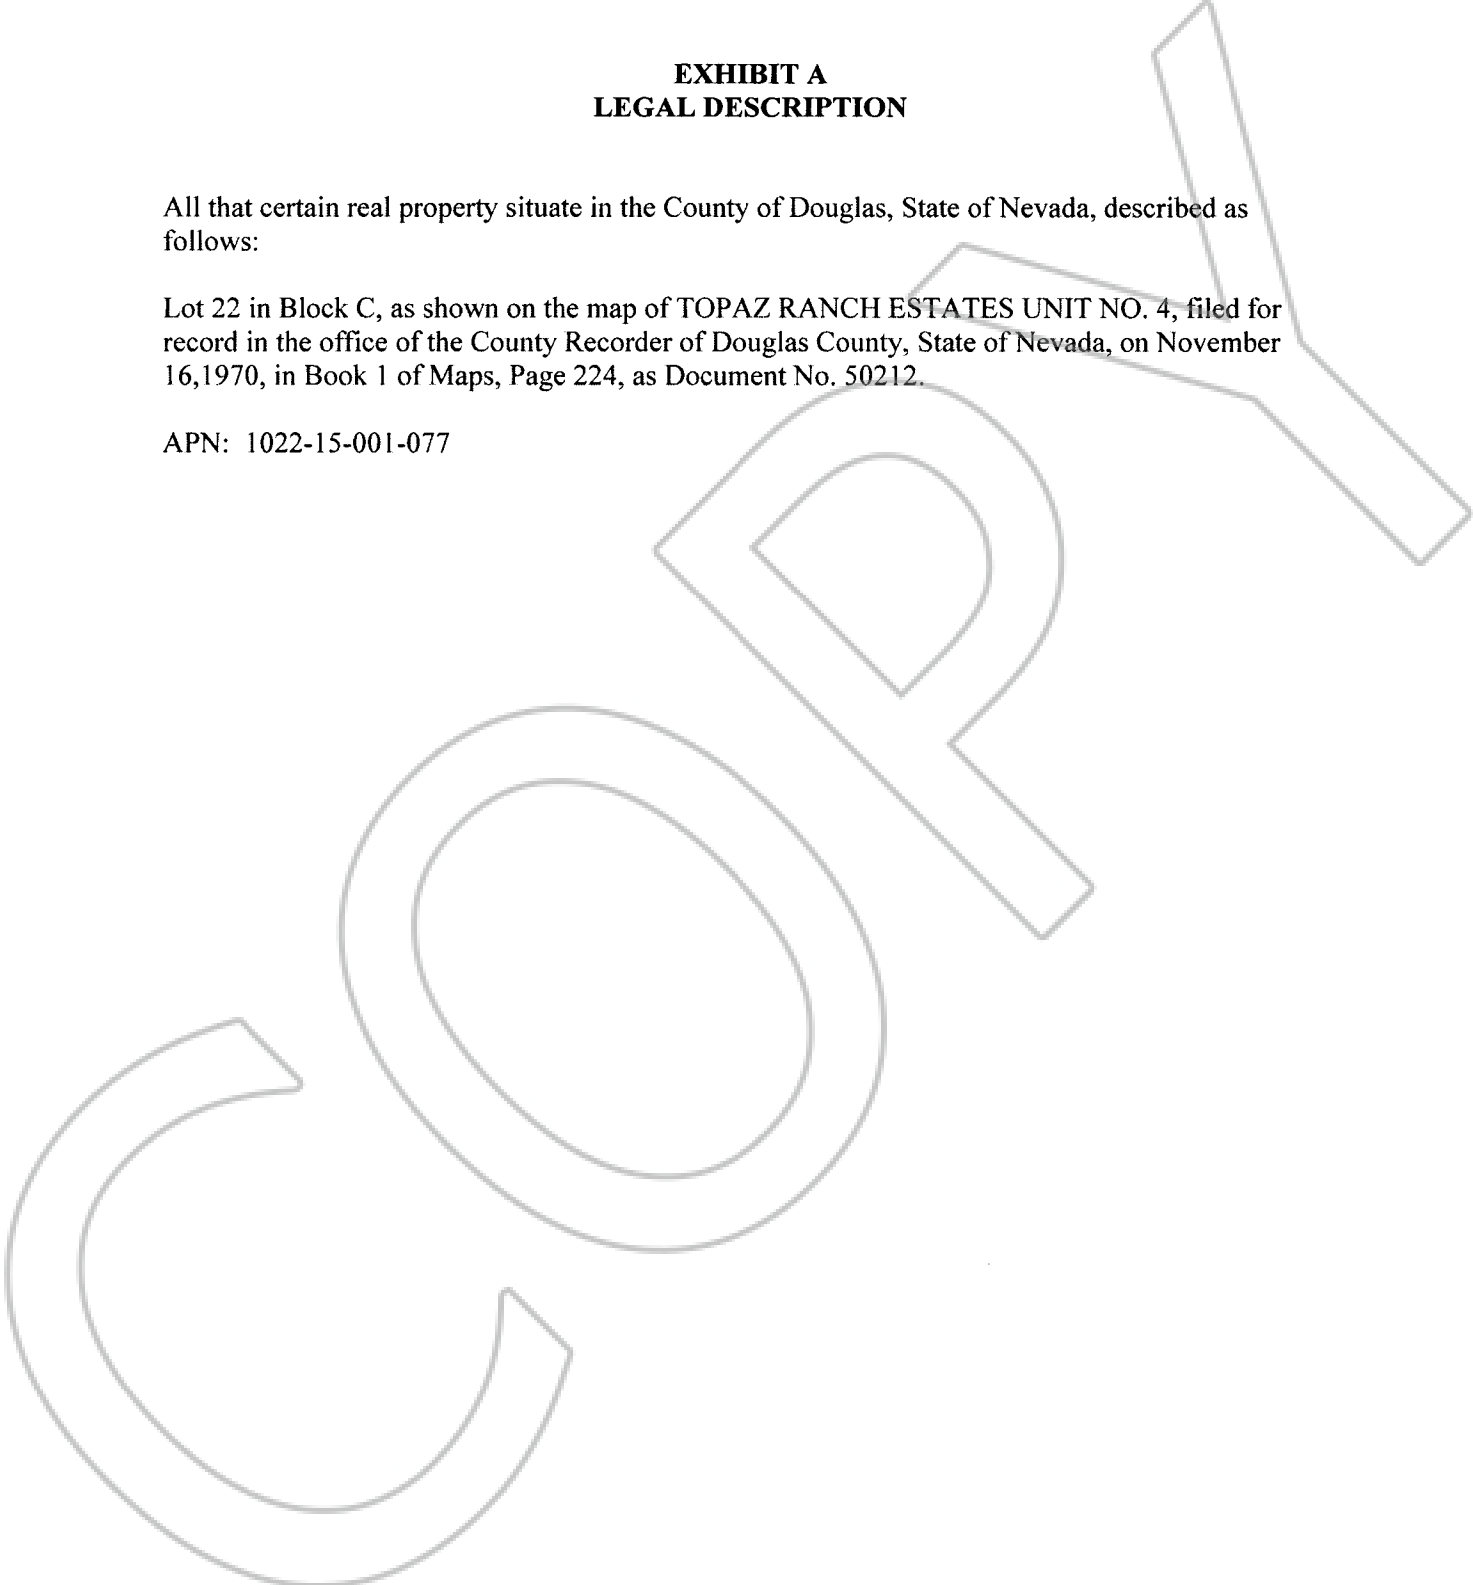 EXHIBIT A
LEGAL DESCRIPTION
All that certain real property situate in the County of Douglas, State of Nevada, described as
follows:
Lot 22 in Block C, as shown on the map of TOPAZ RANCH ESTATES UNIT NO. 4, filed for
record in the office of the County Recorder of Douglas County, State of Nevada, on November
16,1970, in Book 1 of Maps, Page 224, as Document No. 50212.
APN: 1022-15-001-077
COPY